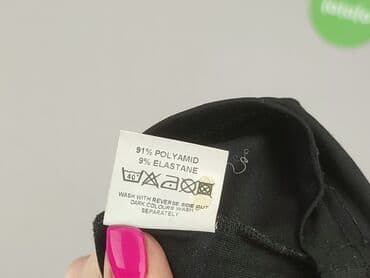 91% POLYAMID
9% ELASTANE
40°
WASH WITH REVERSE SIDE OUT
DARK COLOURS WASH
SEPARATELY